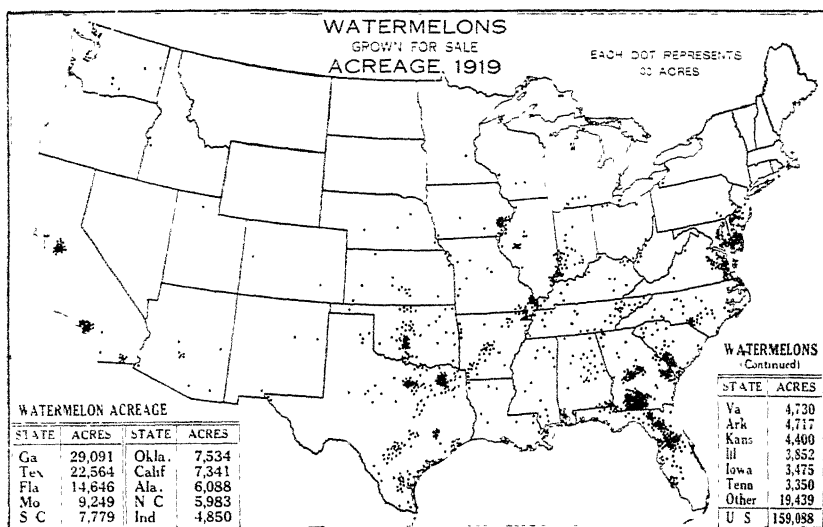 WATERMELONS
GROWN FOR SALE
ACREAGE, 1919
EACH DOT REPRESENTS
ACRES
WATERMELON ACREAGE
STATE ACRES STATE ACRES
Ga 29,091 Okla. 7,534
Tex 22,564 Calif 7,341
Fla 14,646 Ala. 6,088
Mo 9,249 N C 5,983
S C 7,779 Ind 4,850
WATERMELONS
(Continued)
STATE ACRES
Va 4,730
Ark 4,717
Kans 4,400
Ill 3,852
Iowa 3,475
Tenn 3,350
Other 19,439
U S 159,088